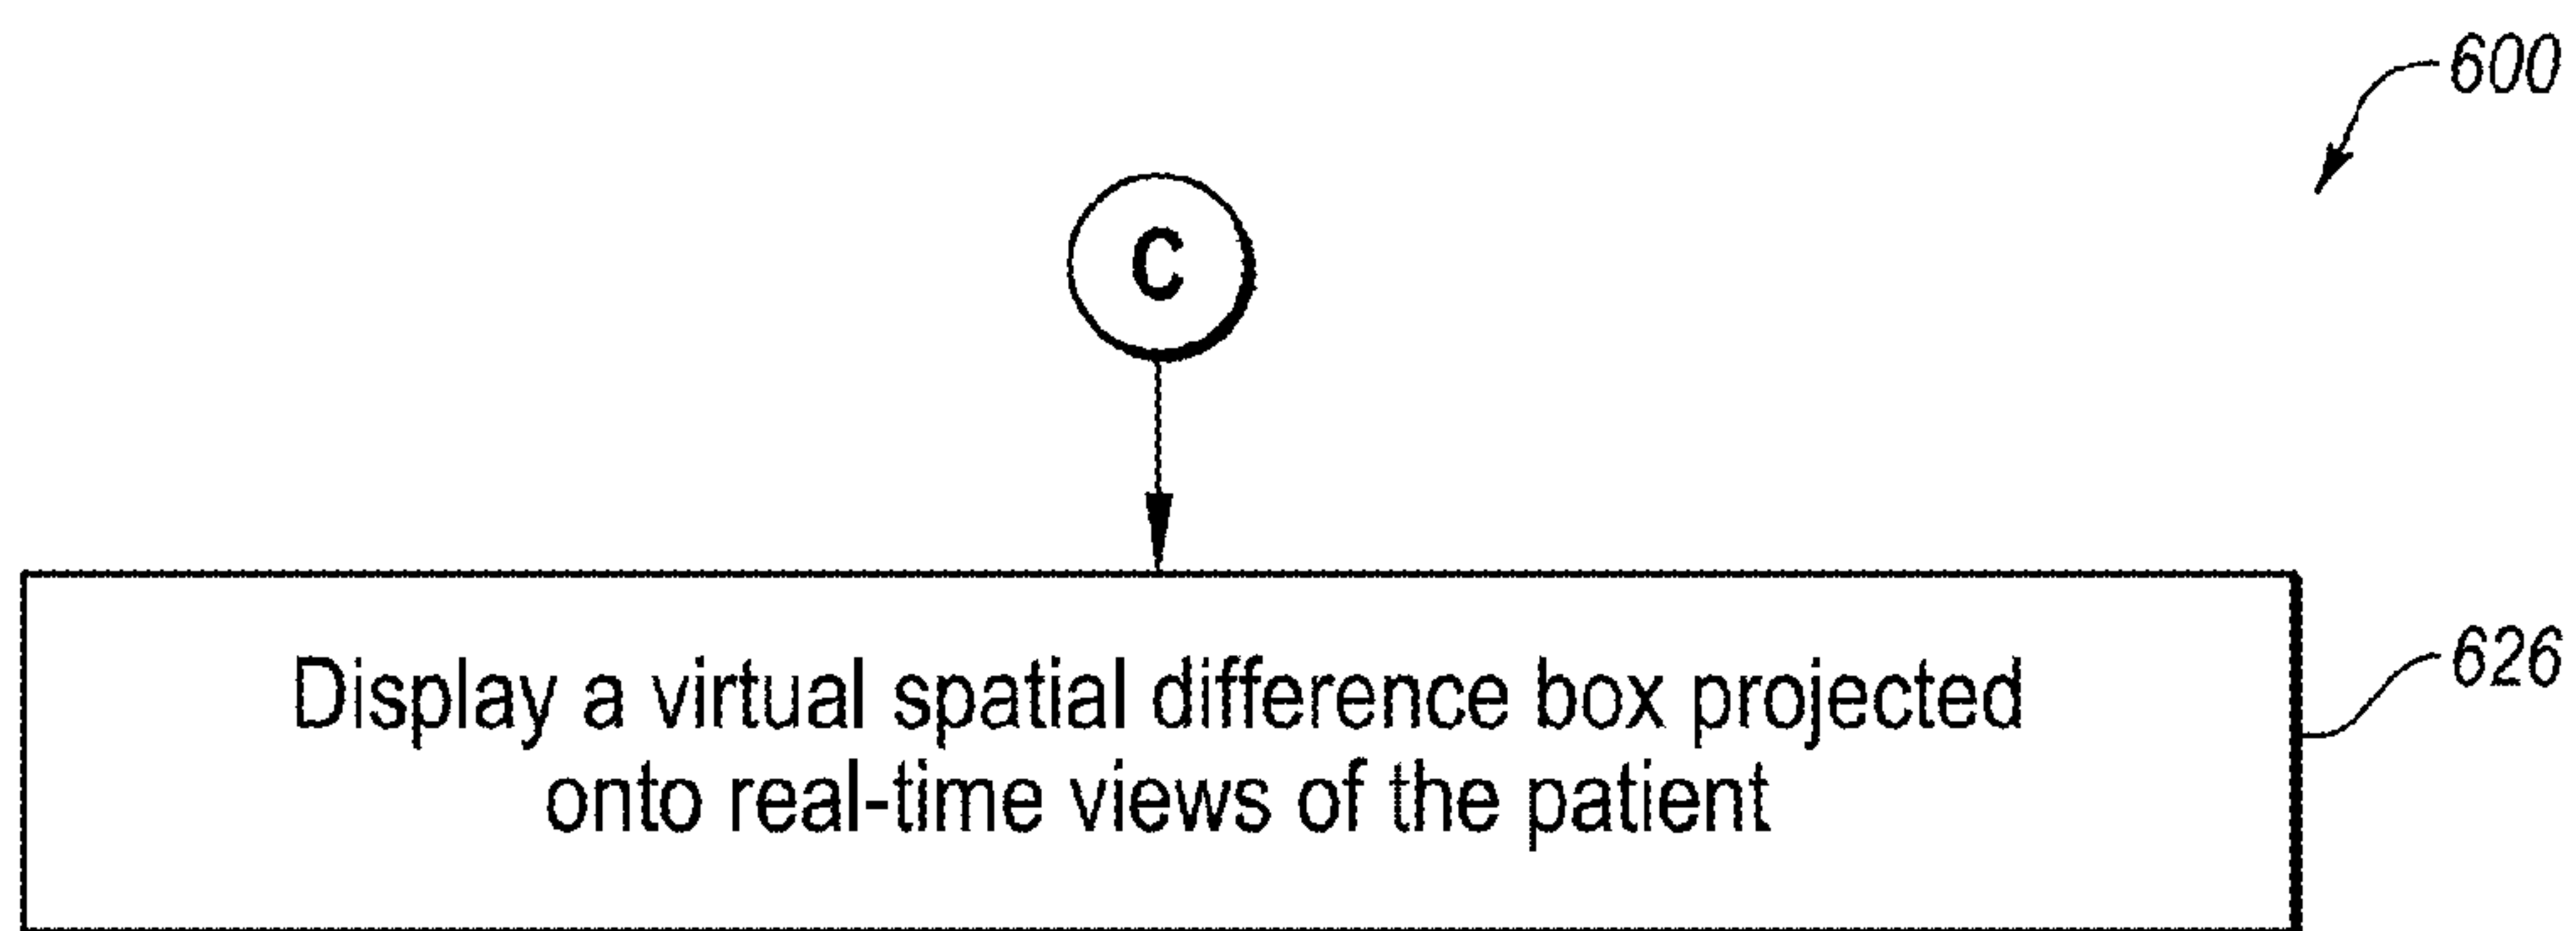 600
C
Display a virtual spatial difference box projected
onto real-time views of the patient
626